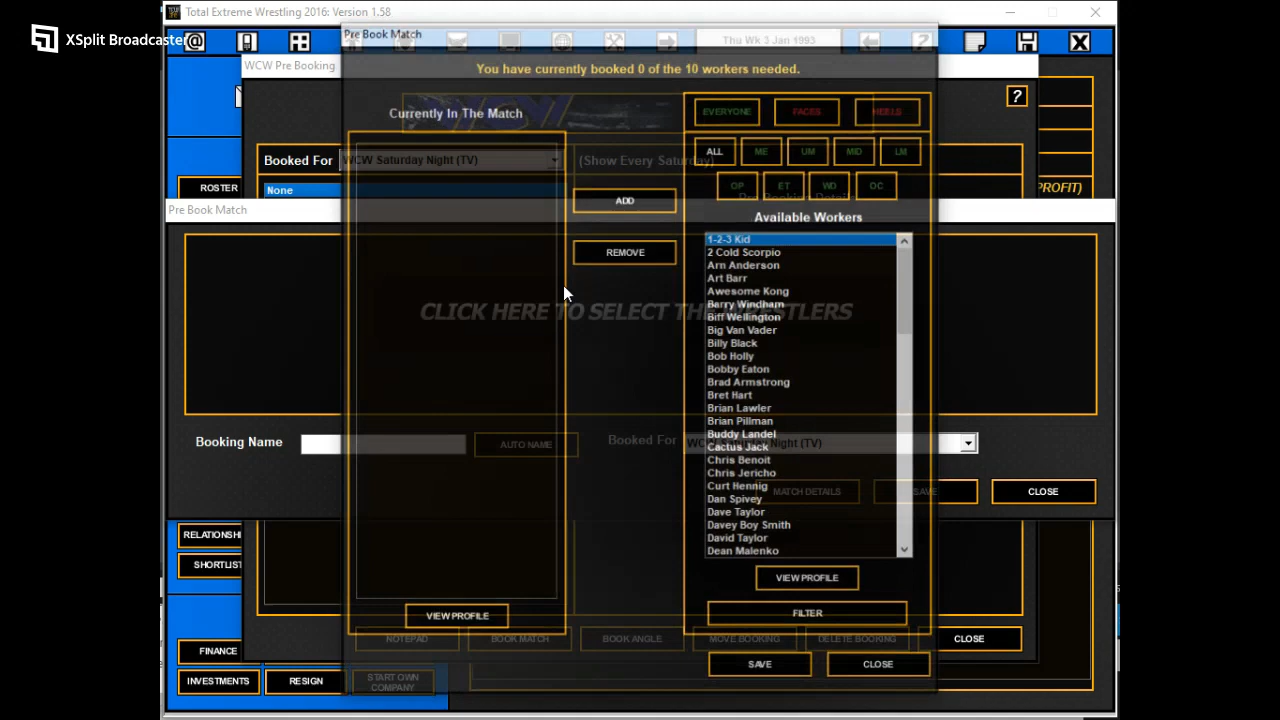 Total Extreme Wrestling 2016: Version 1.58
XSplit Broadcaster
Pre Book Match
Thu Wk 3 Jan 1993
WCW Pre Booking
You have currently booked 0 of the 10 workers needed.
?
Currently In The Match
EVERYONE
FACES
HEELS
Booked For
WCW Saturday Night (TV)
(Show Every Saturday)
ALL
ME
UM
MID
LM
ROSTER
None
OP
ET
WD
OC
PROFIT)
Pre Book Match
ADD
Available Workers
REMOVE
1-2-3 Kid
2 Cold Scorpio
Arn Anderson
Art Barr
Awesome Kong
Barry Windham
CLICK HERE TO SELECT THE WRESTLERS
Biff Wellington
Big Van Vader
Billy Black
Bob Holly
Bobby Eaton
Brad Armstrong
Bret Hart
Brian Lawler
Brian Pillman
Buddy Landel
Cactus Jack
Chris Benoit
Chris Jericho
Curt Hennig
Dan Spivey
Dave Taylor
Davey Boy Smith
David Taylor
Dean Malenko
Booking Name
AUTO NAME
Booked For
WCW Saturday Night (TV)
MATCH DETAILS
SAVE
CLOSE
RELATIONSH
SHORTLIST
VIEW PROFILE
VIEW PROFILE
FILTER
NOTEPAD
BOOK MATCH
BOOK ANGLE
MOVE BOOKING
DELETE BOOKING
CLOSE
FINANCE
SAVE
CLOSE
INVESTMENTS
RESIGN
START OWN
COMPANY